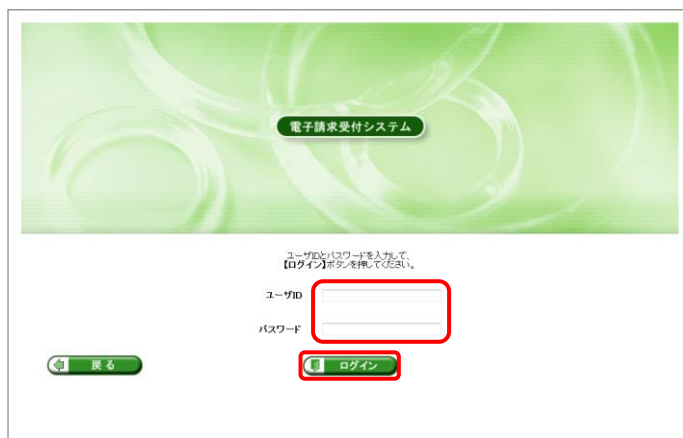 電子請求受付システム
ユーザIDとパスワードを入力して、
【ログイン】ボタンを押してください。
ユーザID
パスワード
戻る
ログイン